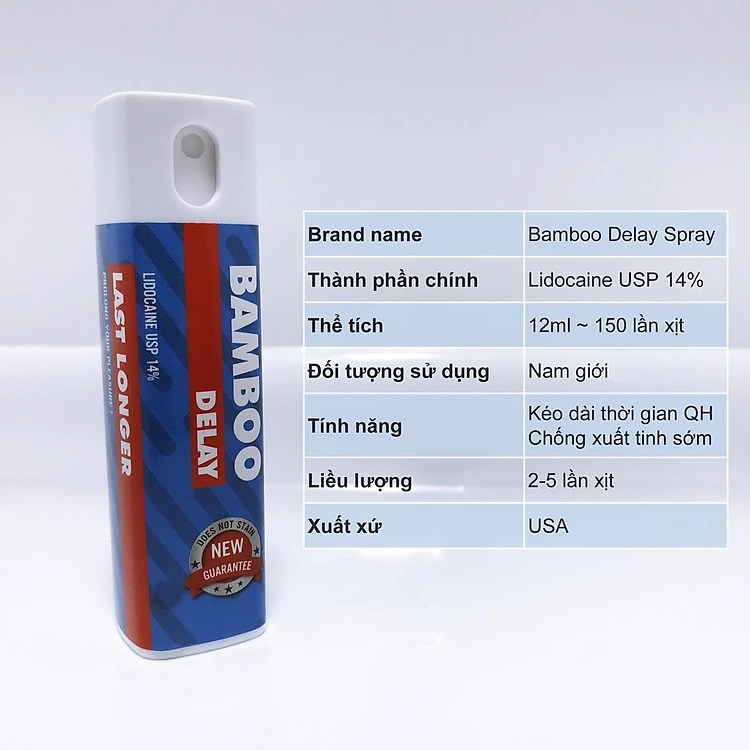 BAMBOO
DELAY
LIDOCAINE USP 14%
LAST LONGER
PROLONG YOUR PLEASURE !
DOES NOT STAIN
NEW
GUARANTEE
Brand name Bamboo Delay Spray
Thành phần chính Lidocaine USP 14%
Thể tích 12ml ~ 150 lần xịt
Đối tượng sử dụng Nam giới
Tính năng Kéo dài thời gian QH
Chống xuất tinh sớm
Liều lượng 2-5 lần xịt
Xuất xứ USA